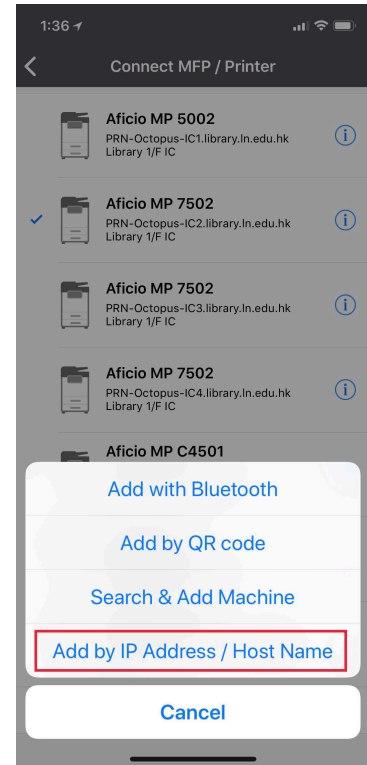 1:36
Connect MFP / Printer
Aficio MP 5002
PRN-Octopus-IC1.library.ln.edu.hk
Library 1/F IC
Aficio MP 7502
PRN-Octopus-IC2.library.ln.edu.hk
Library 1/F IC
Aficio MP 7502
PRN-Octopus-IC3.library.ln.edu.hk
Library 1/F IC
Aficio MP 7502
PRN-Octopus-IC4.library.ln.edu.hk
Library 1/F IC
Aficio MP C4501
Add with Bluetooth
Add by QR code
Search & Add Machine
Add by IP Address / Host Name
Cancel